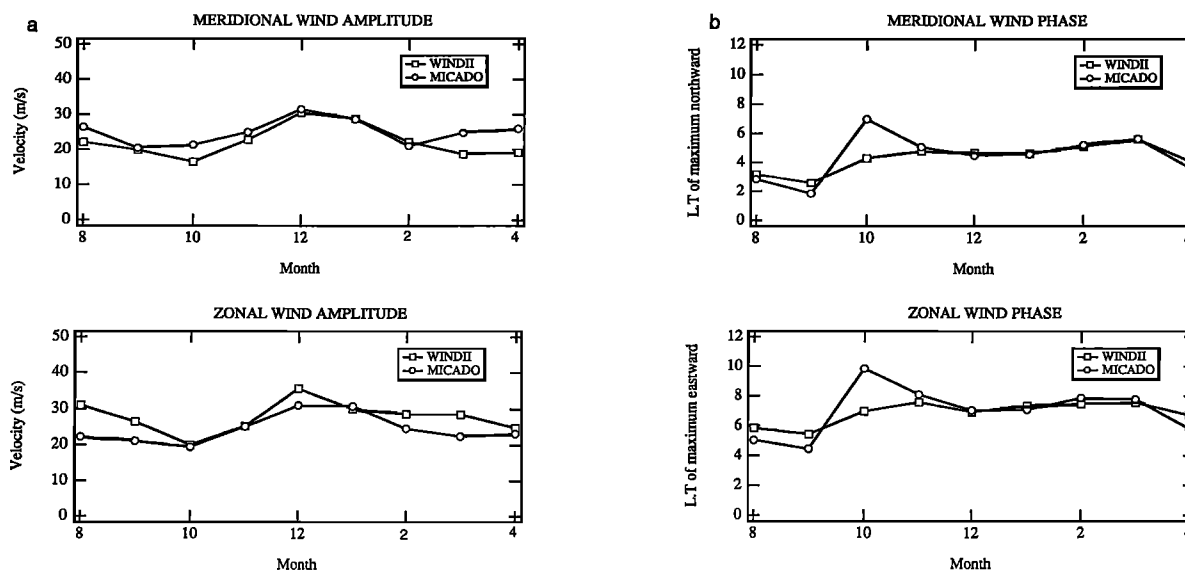 a
MERIDIONAL WIND AMPLITUDE
50
40
30
20
10
0
Velocity (m/s)
WINDII
MICADO
8
10
12
2
4
Month
b
MERIDIONAL WIND PHASE
12
10
8
6
4
2
0
L.T of maximum northward
WINDII
MICADO
8
10
12
2
4
Month
ZONAL WIND AMPLITUDE
50
40
30
20
10
0
Velocity (m/s)
WINDII
MICADO
8
10
12
2
4
Month
ZONAL WIND PHASE
12
10
8
6
4
2
0
L.T of maximum eastward
WINDII
MICADO
8
10
12
2
4
Month